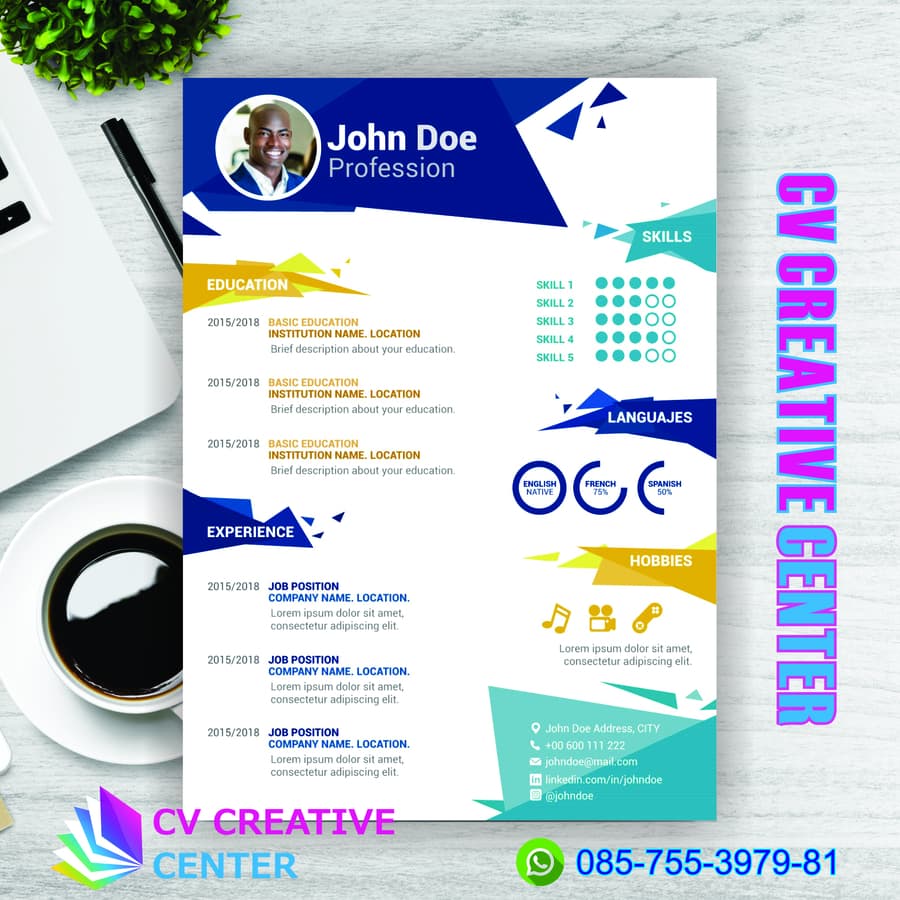 John Doe
Profession
EDUCATION
2015/2018 BASIC EDUCATION
INSTITUTION NAME. LOCATION
Brief description about your education.
2015/2018 BASIC EDUCATION
INSTITUTION NAME. LOCATION
Brief description about your education.
2015/2018 BASIC EDUCATION
INSTITUTION NAME. LOCATION
Brief description about your education.
EXPERIENCE
2015/2018 JOB POSITION
COMPANY NAME. LOCATION.
Lorem ipsum dolor sit amet,
consectetur adipiscing elit.
2015/2018 JOB POSITION
COMPANY NAME. LOCATION.
Lorem ipsum dolor sit amet,
consectetur adipiscing elit.
2015/2018 JOB POSITION
COMPANY NAME. LOCATION.
Lorem ipsum dolor sit amet,
consectetur adipiscing elit.
SKILLS
SKILL 1
SKILL 2
SKILL 3
SKILL 4
SKILL 5
LANGUAJES
ENGLISH
NATIVE
FRENCH
75%
SPANISH
50%
HOBBIES
Lorem ipsum dolor sit amet,
consectetur adipiscing elit.
John Doe Address, CITY
+00 600 111 222
johndoe@mail.com
linkedin.com/in/johndoe
@johndoe
CV CREATIVE CENTER
CV CREATIVE
CENTER
085-755-3979-81